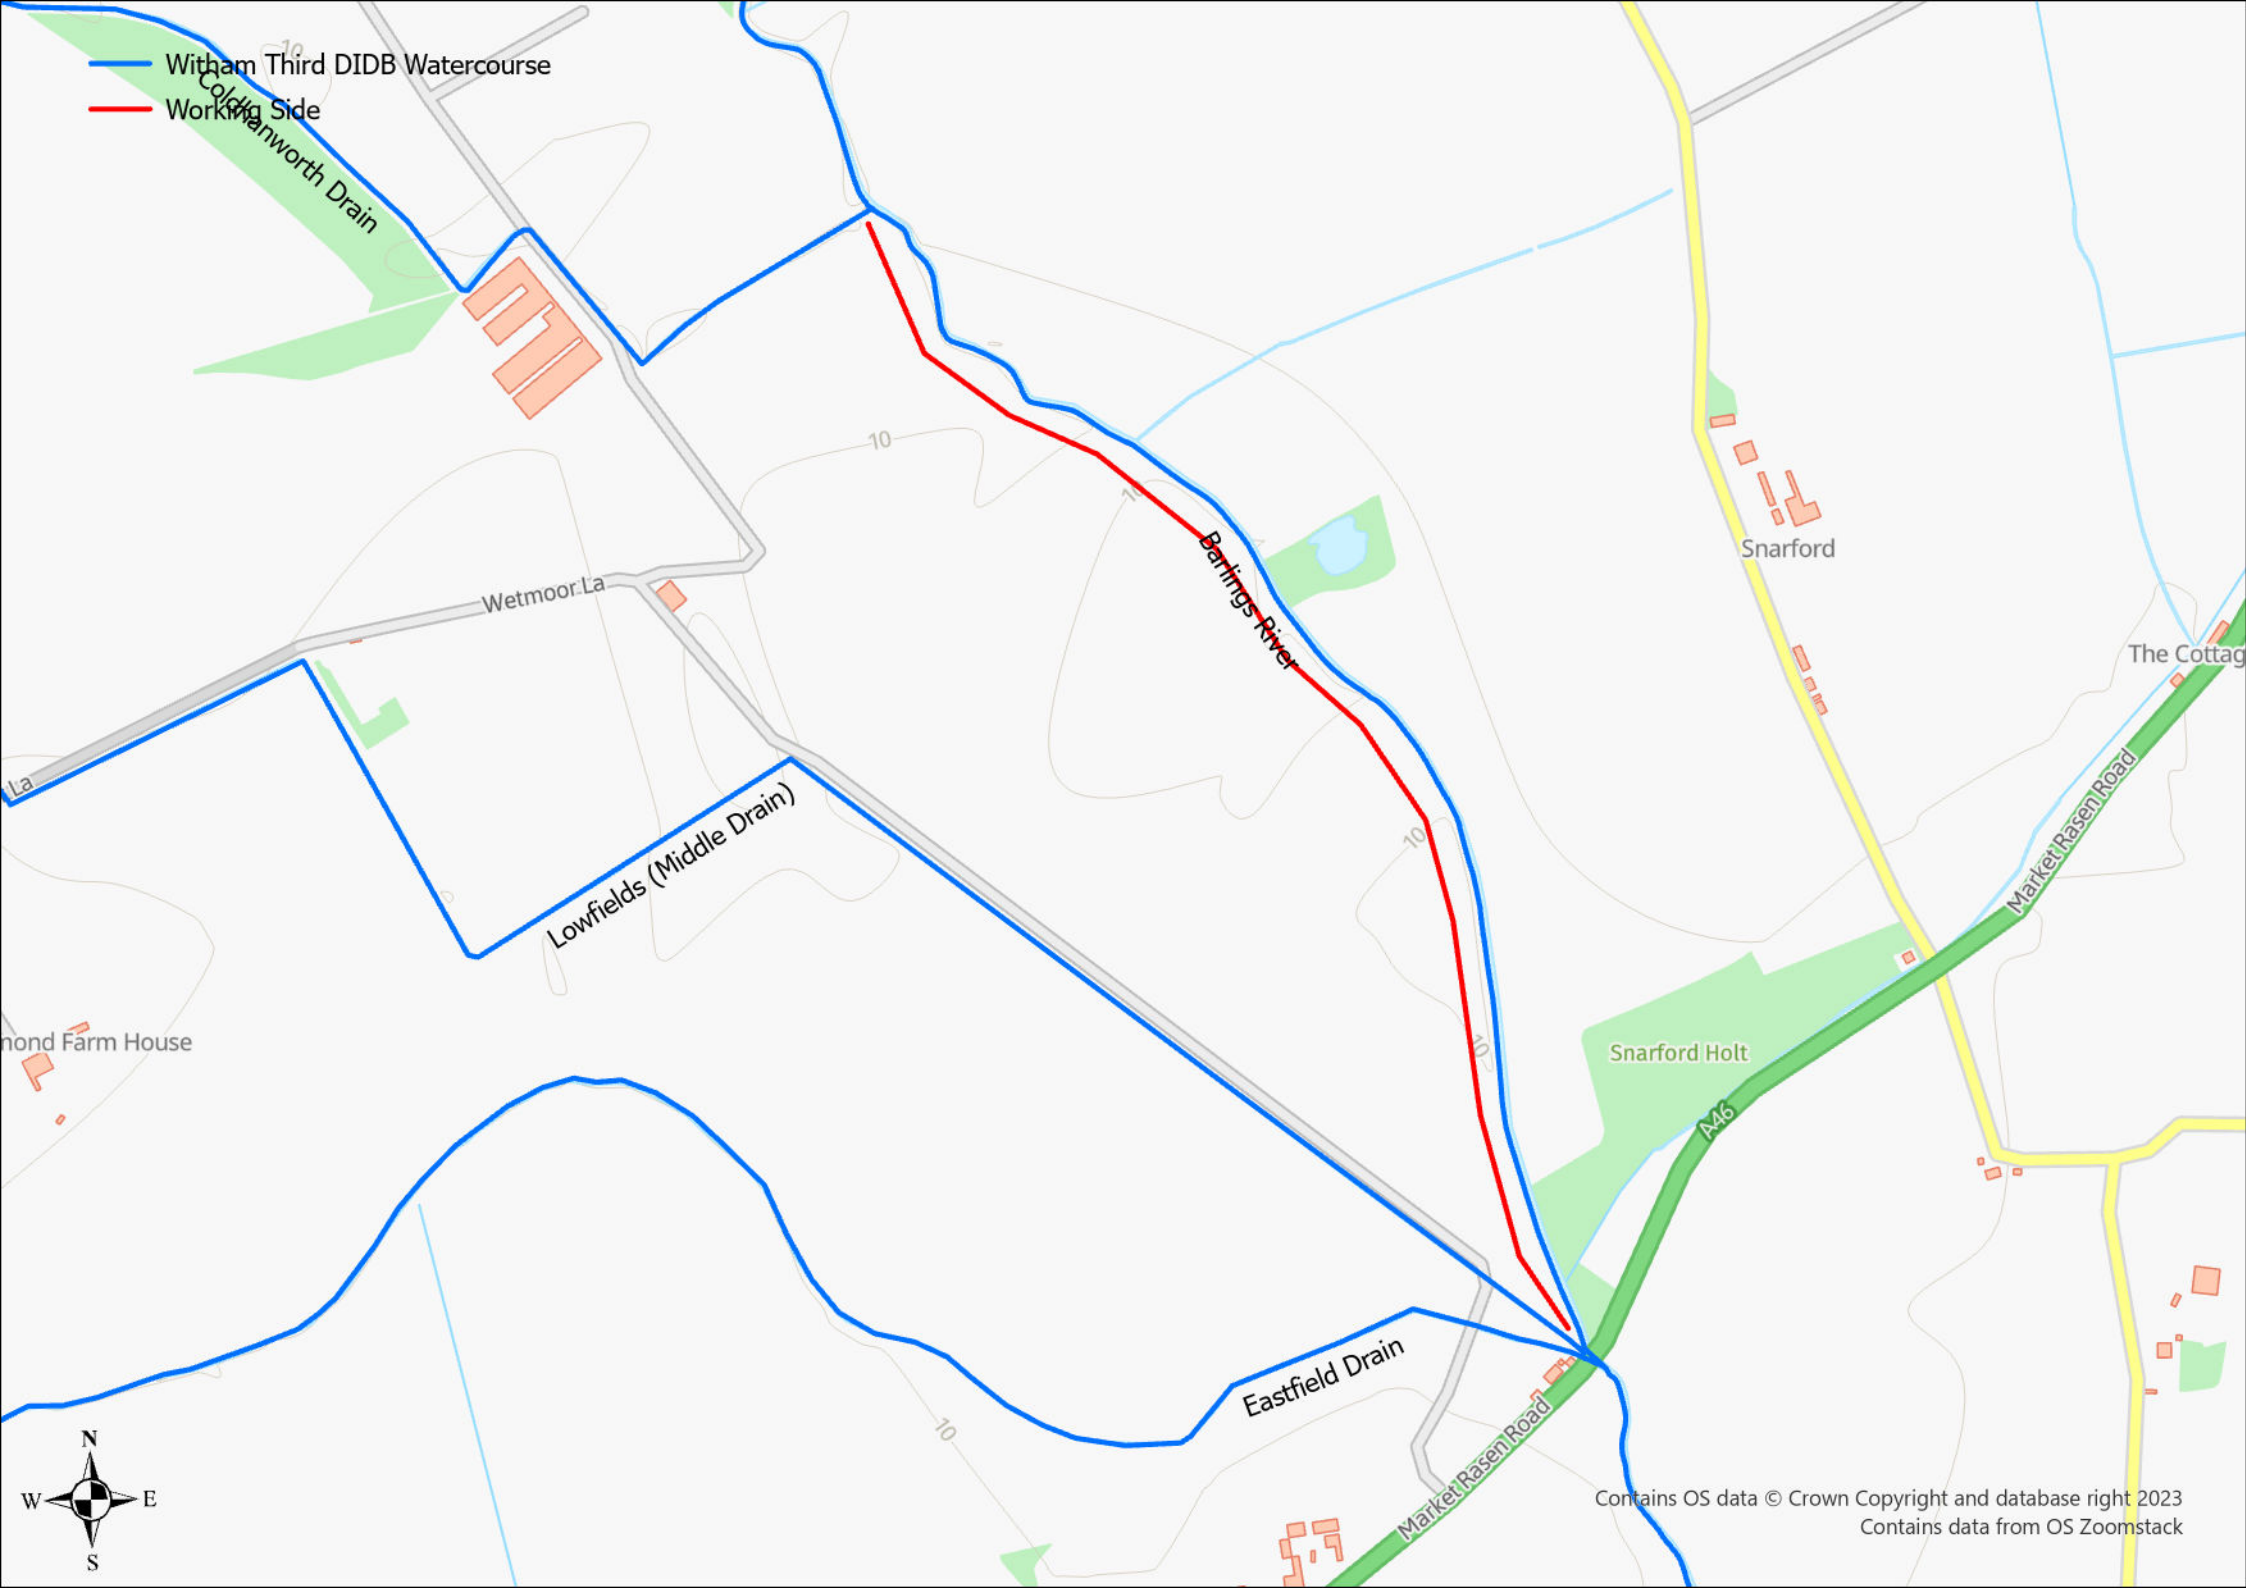 10
Witham Third DIDB Watercourse
Working Side
Coldhanworth Drain
10
10
Barlings River
Wetmoor La
Snarford
The Cottag
La
Lowfields (Middle Drain)
10
Market Rasen Road
mond Farm House
10
Snarford Holt
A46
Eastfield Drain
10
Market Rasen Road
N
W E
S
Contains OS data © Crown Copyright and database right 2023
Contains data from OS Zoomstack